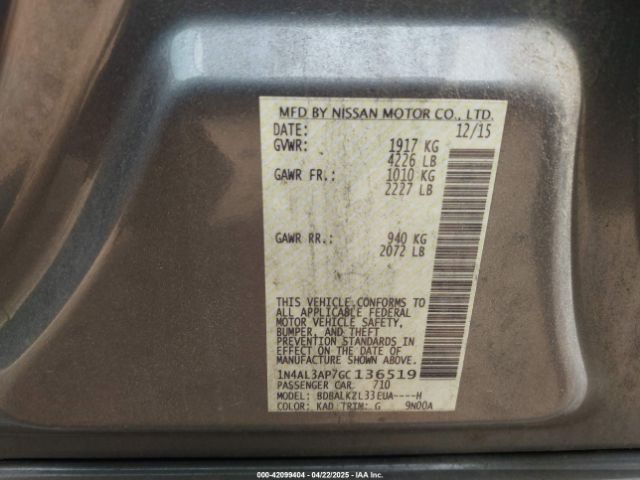 MFD BY NISSAN MOTOR CO., LTD.
DATE: 12/15
GVWR: 1917 KG
4226 LB
GAWR FR.: 1010 KG
2227 LB
GAWR RR.: 940 KG
2072 LB
THIS VEHICLE CONFORMS TO
ALL APPLICABLE FEDERAL
MOTOR VEHICLE SAFETY,
BUMPER, AND THEFT
PREVENTION STANDARDS
IN EFFECT ON THE DATE OF
MANUFACTURE SHOWN ABOVE.
1N4AL3AP7GC136519
PASSENGER CAR 710
MODEL: BDBALKZL33EUA----H
COLOR: KAD TRIM: G 9N00A
000-42099404 - 04/22/2025 - IAA Inc.